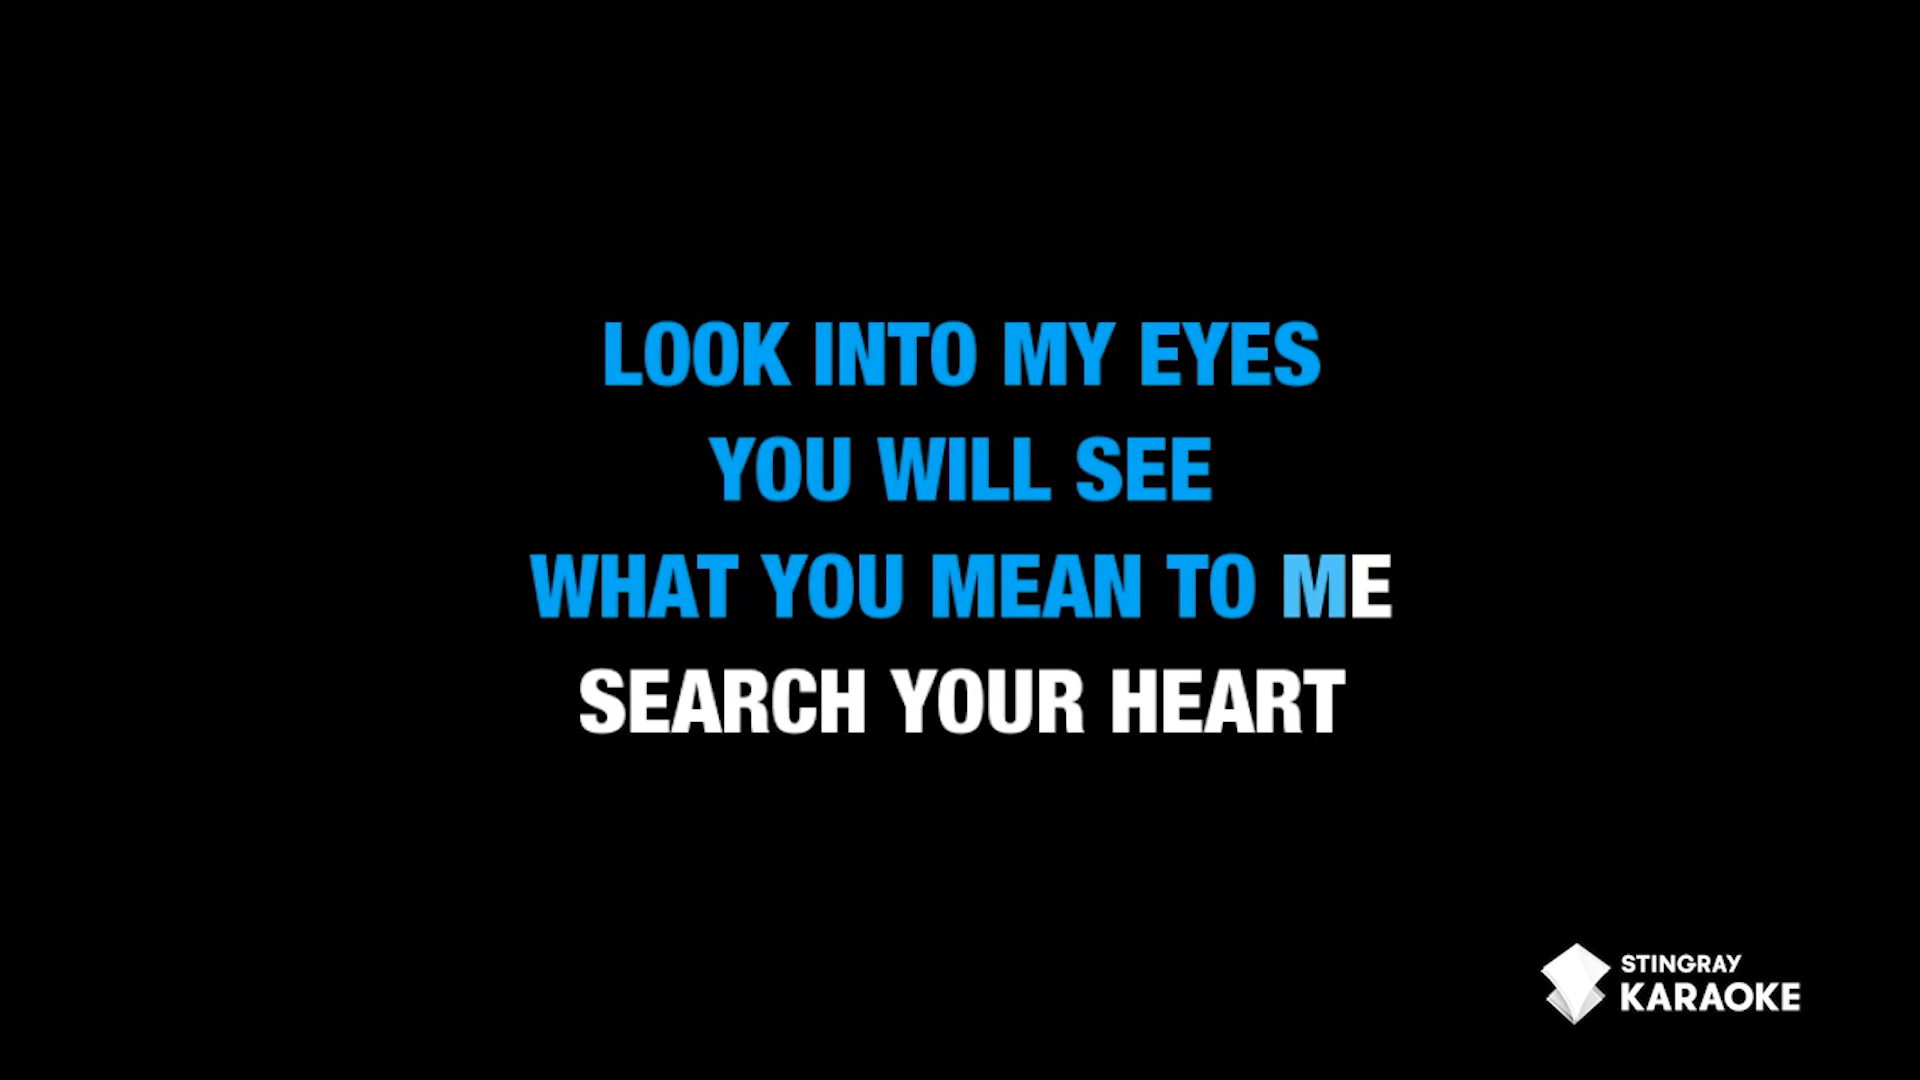 LOOK INTO MY EYES
YOU WILL SEE
WHAT YOU MEAN TO ME
SEARCH YOUR HEART
STINGRAY
KARAOKE